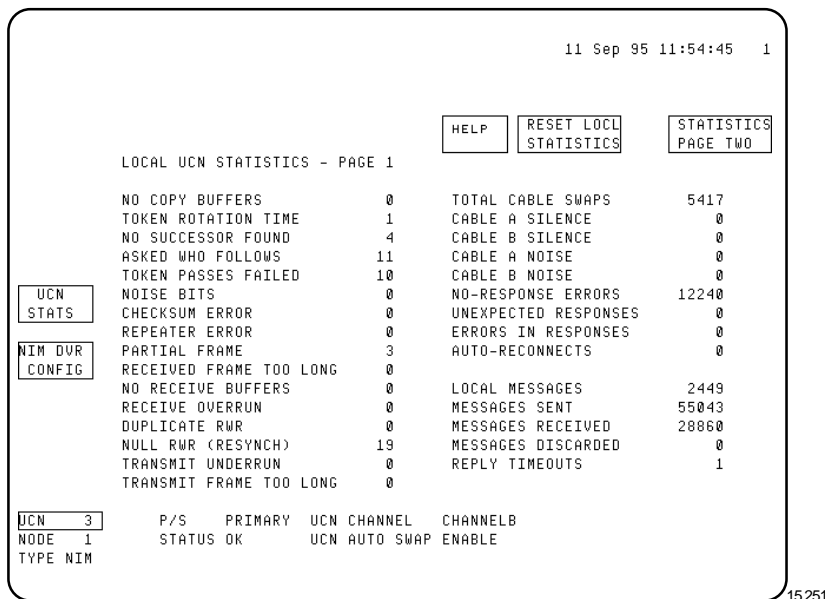 11 Sep 95 11:54:45 1
HELP
RESET LOCL
STATISTICS
STATISTICS
PAGE TWO
LOCAL UCN STATISTICS - PAGE 1
NO COPY BUFFERS 0 TOTAL CABLE SWAPS 5417
TOKEN ROTATION TIME 1 CABLE A SILENCE 0
NO SUCCESSOR FOUND 4 CABLE B SILENCE 0
ASKED WHO FOLLOWS 11 CABLE A NOISE 0
TOKEN PASSES FAILED 10 CABLE B NOISE 0
UCN
STATS
NOISE BITS 0 NO-RESPONSE ERRORS 12240
CHECKSUM ERROR 0 UNEXPECTED RESPONSES 0
REPEATER ERROR 0 ERRORS IN RESPONSES 0
NIM DVR
CONFIG
PARTIAL FRAME 3 AUTO-RECONNECTS 0
RECEIVED FRAME TOO LONG 0
NO RECEIVE BUFFERS 0 LOCAL MESSAGES 2449
RECEIVE OVERRUN 0 MESSAGES SENT 55043
DUPLICATE RWR 0 MESSAGES RECEIVED 28860
NULL RWR (RESYNCH) 19 MESSAGES DISCARDED 0
TRANSMIT UNDERRUN 0 REPLY TIMEOUTS 1
TRANSMIT FRAME TOO LONG 0
UCN 3 P/S PRIMARY UCN CHANNEL CHANNELB
NODE 1 STATUS OK UCN AUTO SWAP ENABLE
TYPE NIM
15251